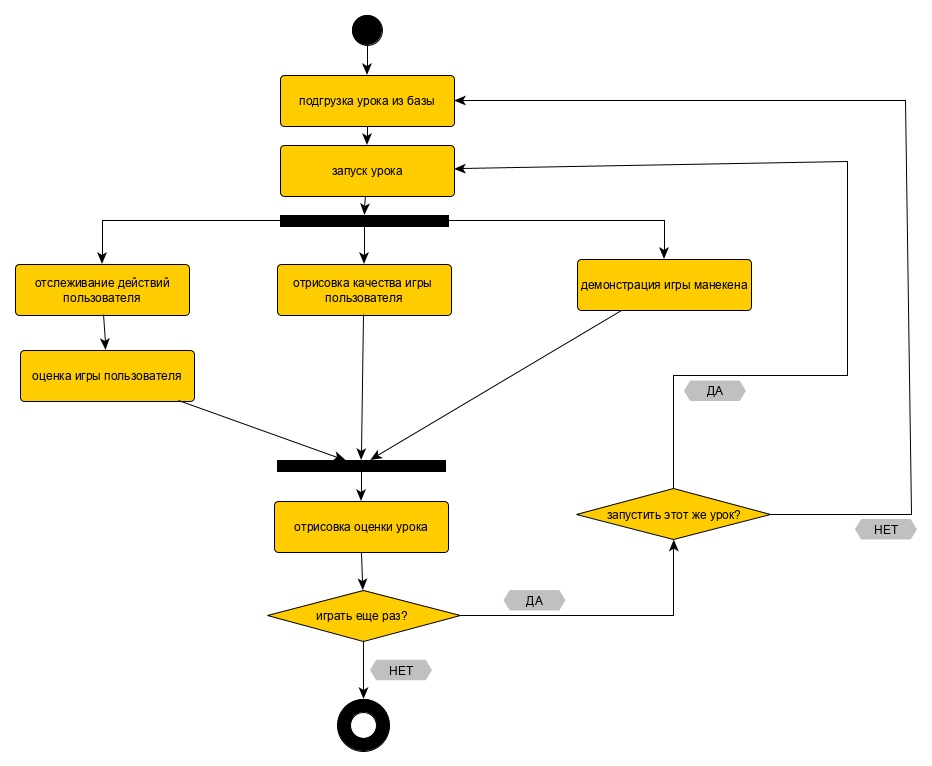 подгрузка урока из базы
запуск урока
отслеживание действий
пользователя
отрисовка качества игры
пользователя
демонстрация игры манекена
оценка игры пользователя
ДА
запустить этот же урок?
НЕТ
отрисовка оценки урока
ДА
играть еще раз?
НЕТ